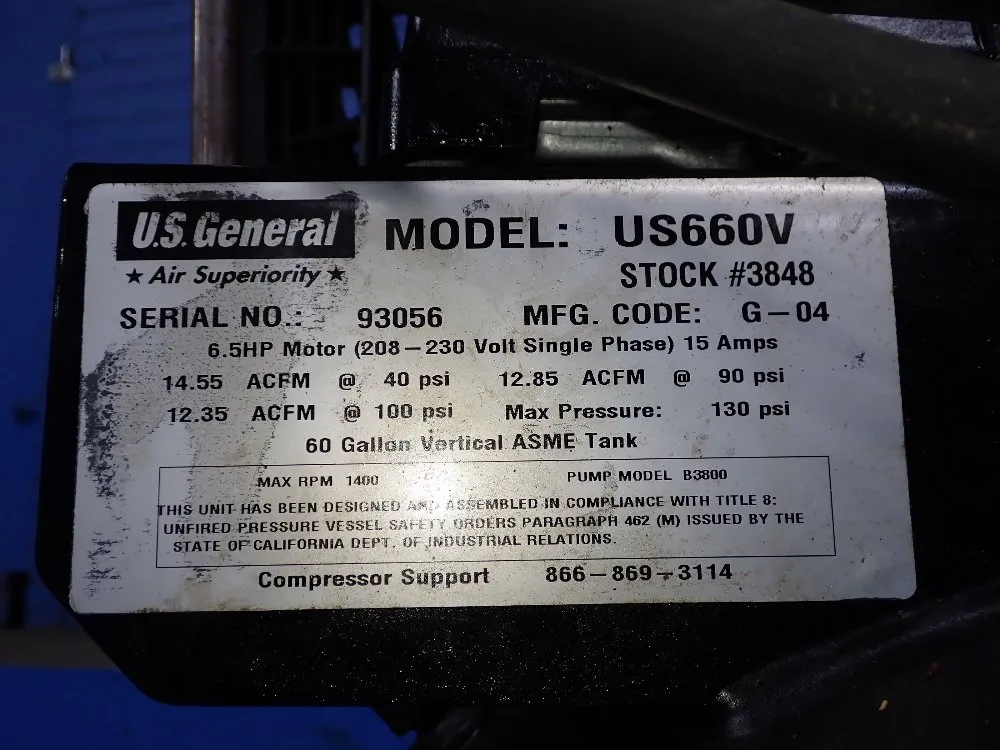 U.S. General MODEL: US660V
★ Air Superiority ★ STOCK #3848
SERIAL NO.: 93056 MFG. CODE: G-04
6.5HP Motor (208-230 Volt Single Phase) 15 Amps
14.55 ACFM @ 40 psi 12.85 ACFM @ 90 psi
12.35 ACFM @ 100 psi Max Pressure: 130 psi
60 Gallon Vertical ASME Tank
MAX RPM 1400 PUMP MODEL B3800
THIS UNIT HAS BEEN DESIGNED AND ASSEMBLED IN COMPLIANCE WITH TITLE 8:
UNFIRED PRESSURE VESSEL SAFETY ORDERS PARAGRAPH 462 (M) ISSUED BY THE
STATE OF CALIFORNIA DEPT. OF INDUSTRIAL RELATIONS.
Compressor Support 866-869-3114